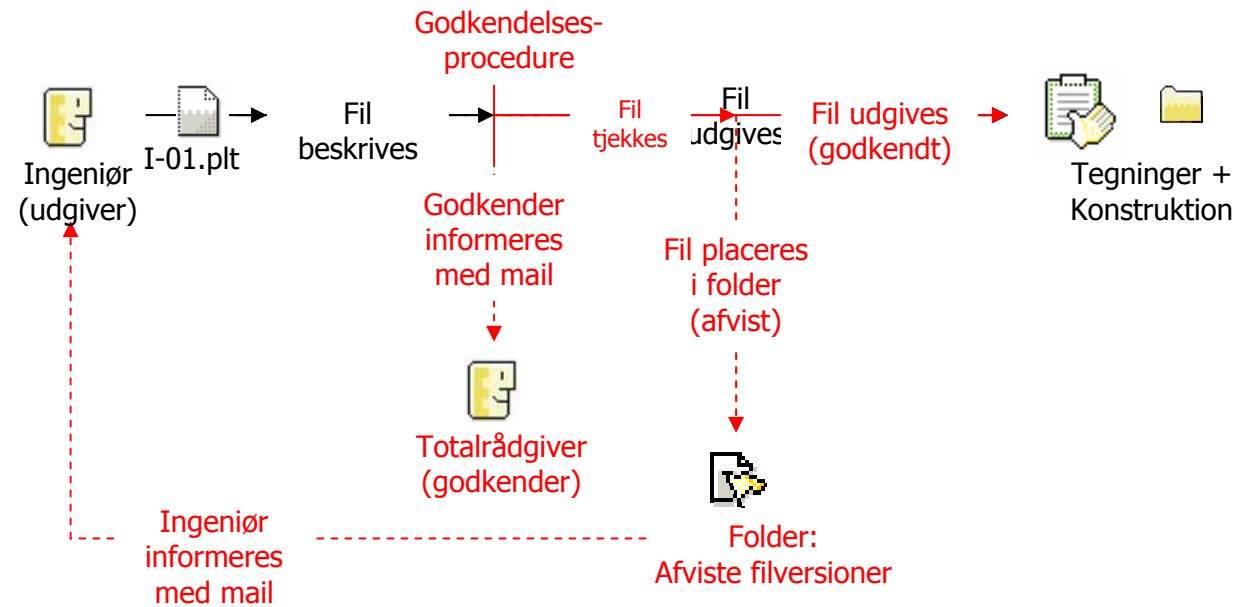 Godkendelses-
procedure
Ingeniør
(udgiver)
I-01.plt
Fil
beskrives
Fil
tjekkes
Fil
udgives
Fil udgives
(godkendt)
Tegninger +
Konstruktion
Godkender
informeres
med mail
Fil placeres
i folder
(afvist)
Totalrådgiver
(godkender)
Ingeniør
informeres
med mail
Folder:
Afviste filversioner